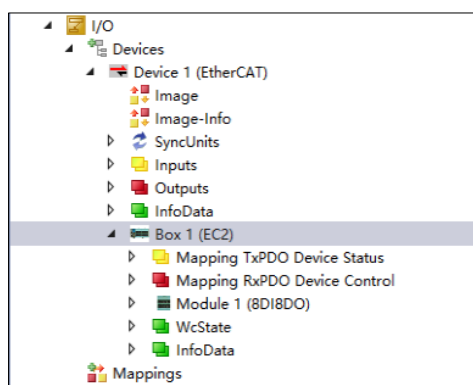 I/O
Devices
Device 1 (EtherCAT)
Image
Image-Info
SyncUnits
Inputs
Outputs
InfoData
Box 1 (EC2)
Mapping TxPDO Device Status
Mapping RxPDO Device Control
Module 1 (8DI8DO)
WcState
InfoData
Mappings